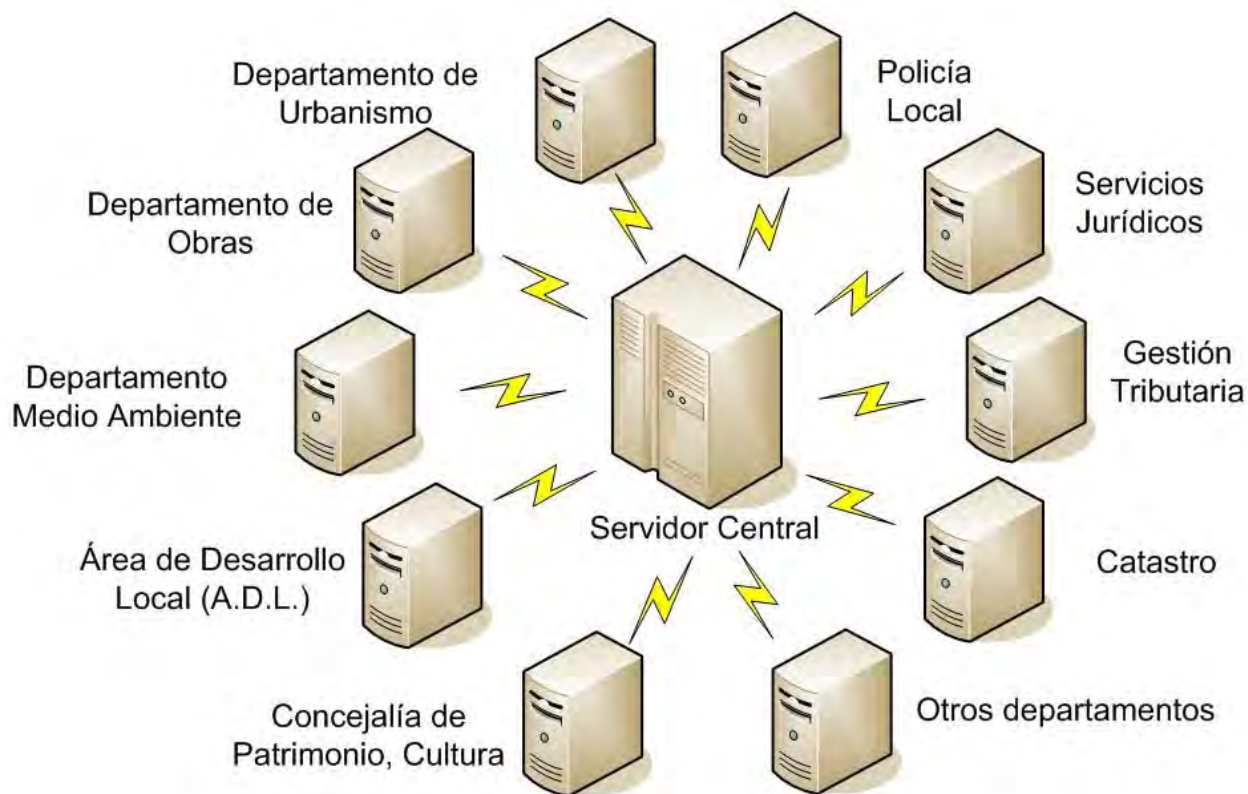 Departamento de
Urbanismo
Policía
Local
Departamento de
Obras
Servicios
Jurídicos
Departamento
Medio Ambiente
Gestión
Tributaria
Servidor Central
Área de Desarrollo
Local (A.D.L.)
Catastro
Concejalía de
Patrimonio, Cultura
Otros departamentos